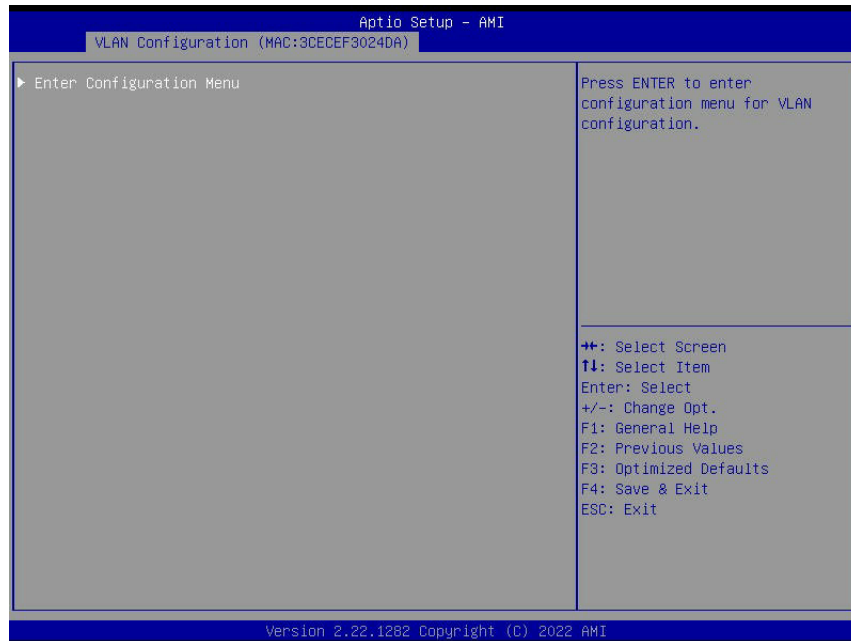 Aptio Setup – AMI
VLAN Configuration (MAC:3CECEF3024DA)
▶ Enter Configuration Menu
Press ENTER to enter
configuration menu for VLAN
configuration.
→←: Select Screen
↑↓: Select Item
Enter: Select
+/-: Change Opt.
F1: General Help
F2: Previous Values
F3: Optimized Defaults
F4: Save & Exit
ESC: Exit
Version 2.22.1282 Copyright (C) 2022 AMI